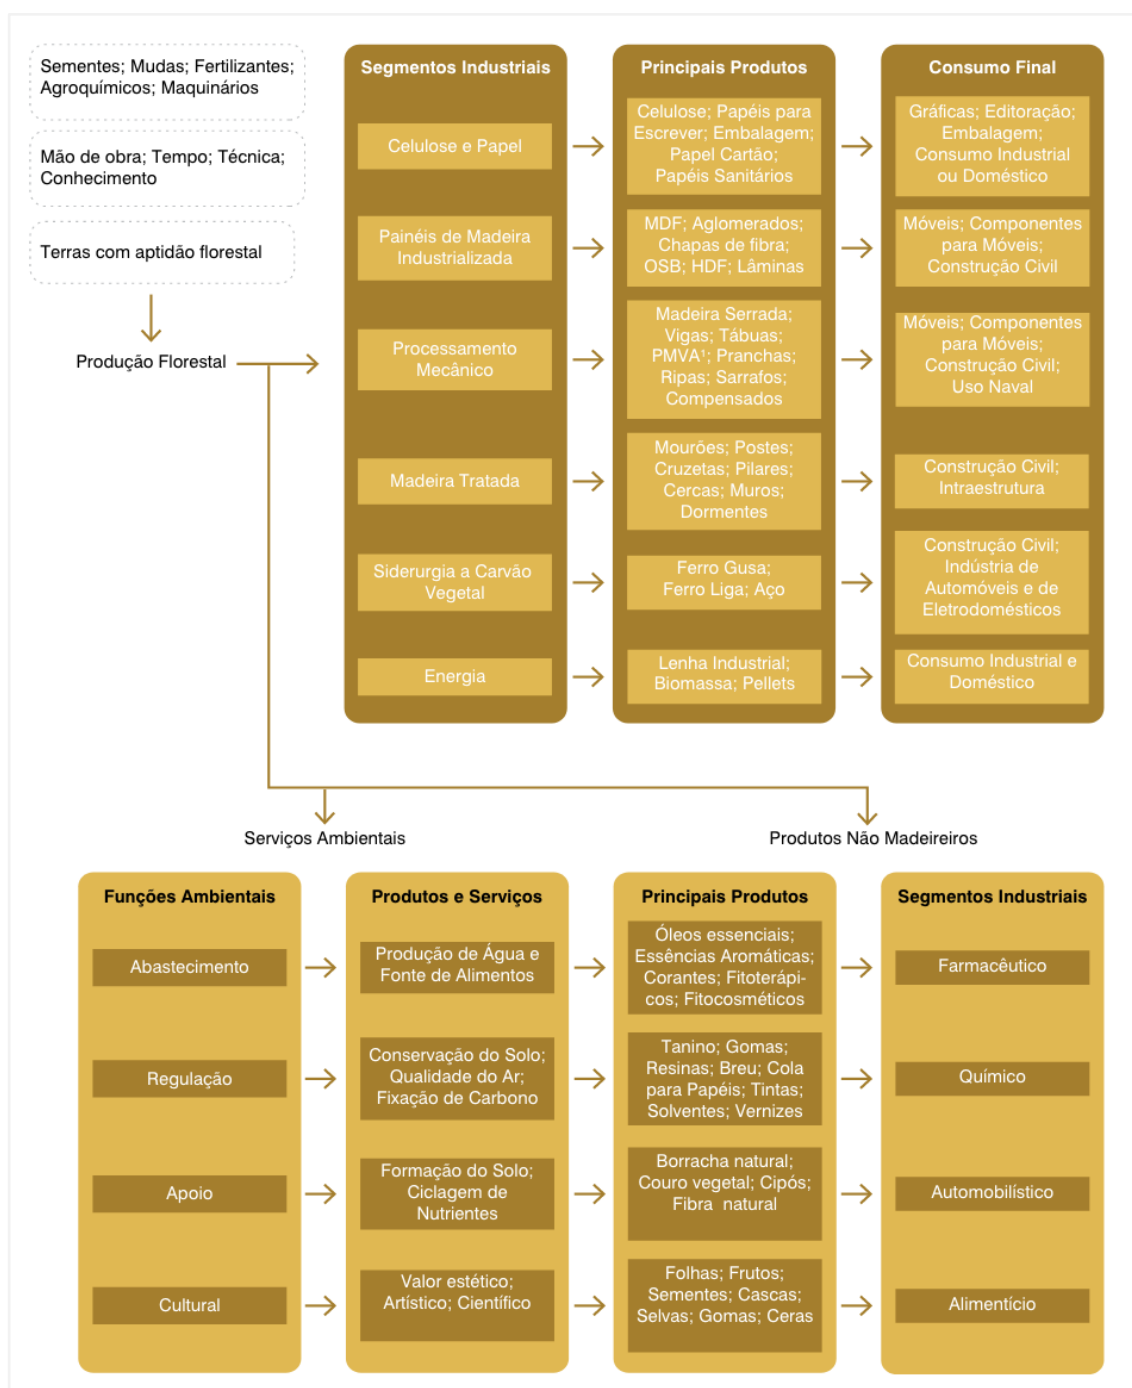 Sementes; Mudas; Fertilizantes;
Agroquímicos; Maquinários
Mão de obra; Tempo; Técnica;
Conhecimento
Terras com aptidão florestal
Produção Florestal
Segmentos Industriais
Principais Produtos
Consumo Final
Celulose e Papel
Celulose; Papéis para
Escrever; Embalagem;
Papel Cartão;
Papéis Sanitários
Gráficas; Editoração;
Embalagem;
Consumo Industrial
ou Doméstico
Painéis de Madeira
Industrializada
MDF; Aglomerados;
Chapas de fibra;
OSB; HDF; Lâminas
Móveis; Componentes
para Móveis;
Construção Civil
Processamento
Mecânico
Madeira Serrada;
Vigas; Tábuas;
PMVA¹; Pranchas;
Ripas; Sarrafos;
Compensados
Móveis; Componentes
para Móveis;
Construção Civil;
Uso Naval
Madeira Tratada
Mourões; Postes;
Cruzetas; Pilares;
Cercas; Muros;
Dormentes
Construção Civil;
Intraestrutura
Siderurgia a Carvão
Vegetal
Ferro Gusa;
Ferro Liga; Aço
Construção Civil;
Indústria de
Automóveis e de
Eletrodomésticos
Energia
Lenha Industrial;
Biomassa; Pellets
Consumo Industrial e
Doméstico
Serviços Ambientais
Produtos Não Madeireiros
Funções Ambientais
Produtos e Serviços
Principais Produtos
Segmentos Industriais
Abastecimento
Produção de Água e
Fonte de Alimentos
Óleos essenciais;
Essências Aromáticas;
Corantes; Fitoterápi-
cos; Fitocosméticos
Farmacêutico
Regulação
Conservação do Solo;
Qualidade do Ar;
Fixação de Carbono
Tanino; Gomas;
Resinas; Breu; Cola
para Papéis; Tintas;
Solventes; Vernizes
Químico
Apoio
Formação do Solo;
Ciclagem de
Nutrientes
Borracha natural;
Couro vegetal; Cipós;
Fibra natural
Automobilístico
Cultural
Valor estético;
Artístico; Científico
Folhas; Frutos;
Sementes; Cascas;
Selvas; Gomas; Ceras
Alimentício